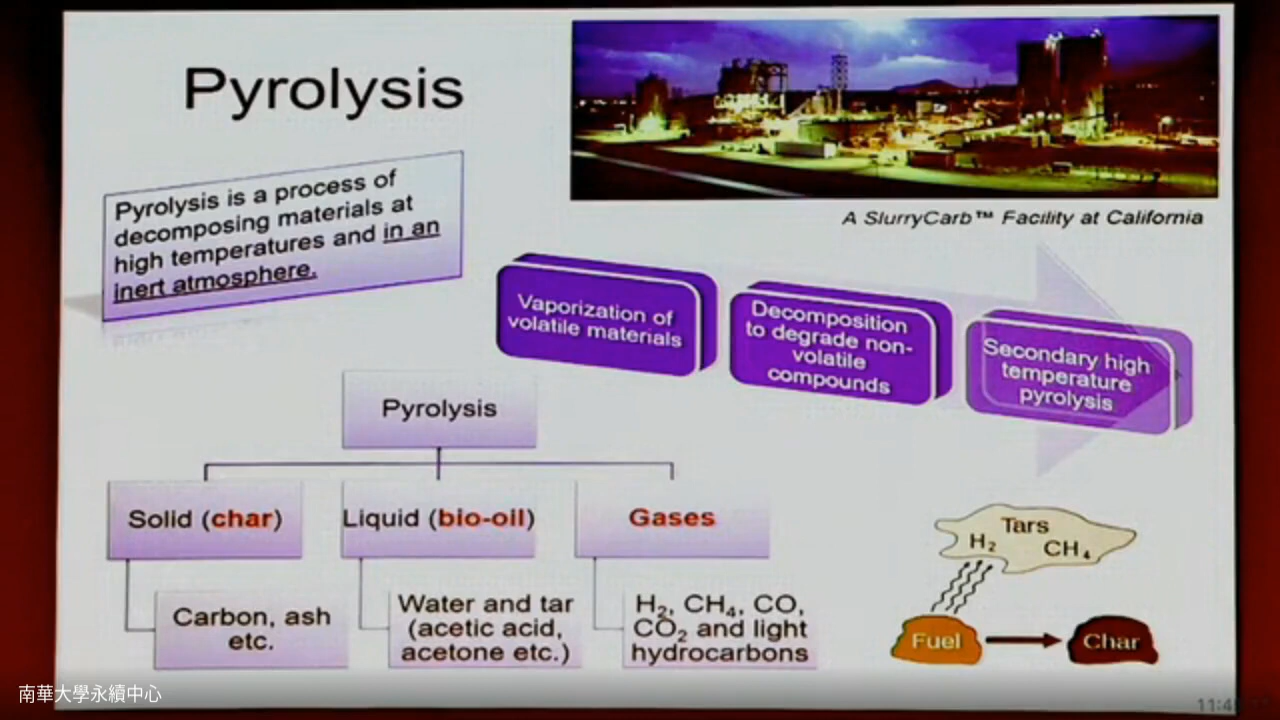 Pyrolysis
Pyrolysis is a process of
decomposing materials at
high temperatures and in an
inert atmosphere.
A SlurryCarb™ Facility at California
Vaporization of
volatile materials
Decomposition
to degrade non-
volatile
compounds
Secondary high
temperature
pyrolysis
Pyrolysis
Solid (char)
Liquid (bio-oil)
Gases
Carbon, ash
etc.
Water and tar
(acetic acid,
acetone etc.)
H₂, CH₄, CO,
CO₂ and light
hydrocarbons
Tars
H₂
CH₄
Fuel
Char
南華大學永續中心